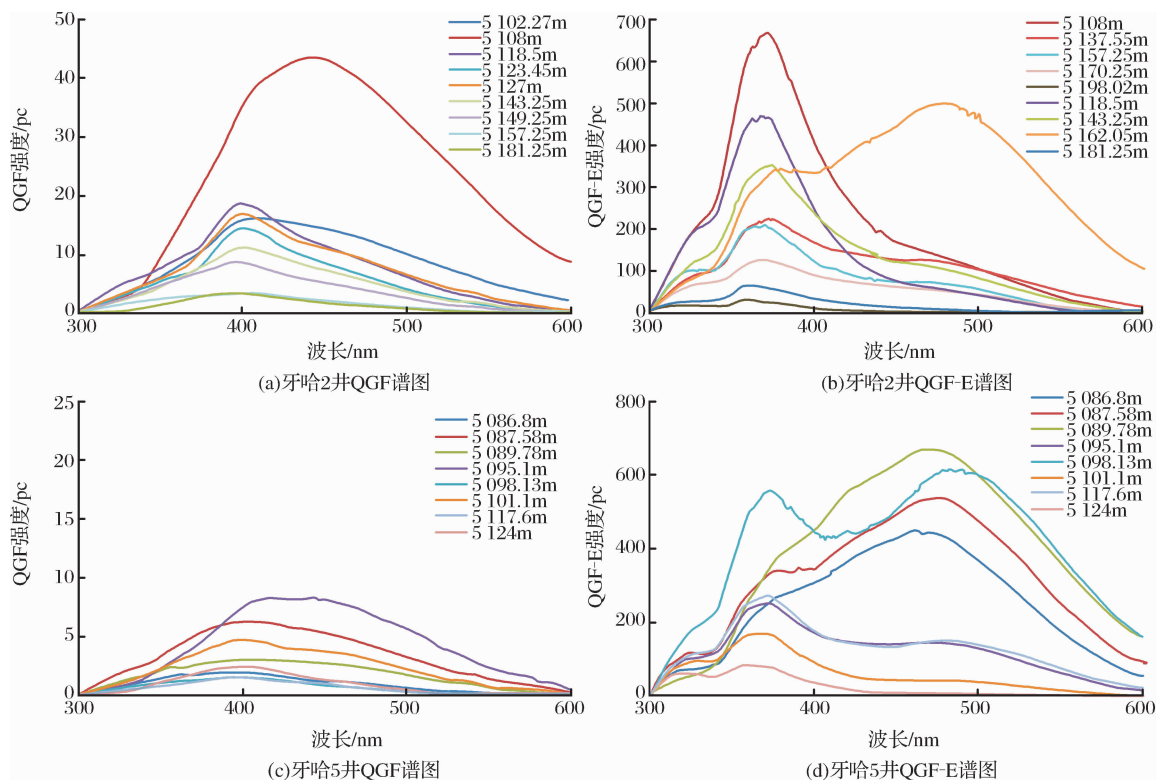 50
40
30
20
10
0
QGF强度/pc
5 102.27m
5 108m
5 118.5m
5 123.45m
5 127m
5 143.25m
5 149.25m
5 157.25m
5 181.25m
300
400
500
600
波长/nm
(a)牙哈2井QGF谱图
700
600
500
400
300
200
100
0
QGF-E强度/pc
5 108m
5 137.55m
5 157.25m
5 170.25m
5 198.02m
5 118.5m
5 143.25m
5 162.05m
5 181.25m
300
400
500
600
波长/nm
(b)牙哈2井QGF-E谱图
25
20
15
10
5
0
QGF强度/pc
5 086.8m
5 087.58m
5 089.78m
5 095.1m
5 098.13m
5 101.1m
5 117.6m
5 124m
300
400
500
600
波长/nm
(c)牙哈5井QGF谱图
800
600
400
200
0
QGF-E强度/pc
5 086.8m
5 087.58m
5 089.78m
5 095.1m
5 098.13m
5 101.1m
5 117.6m
5 124m
300
400
500
600
波长/nm
(d)牙哈5井QGF-E谱图